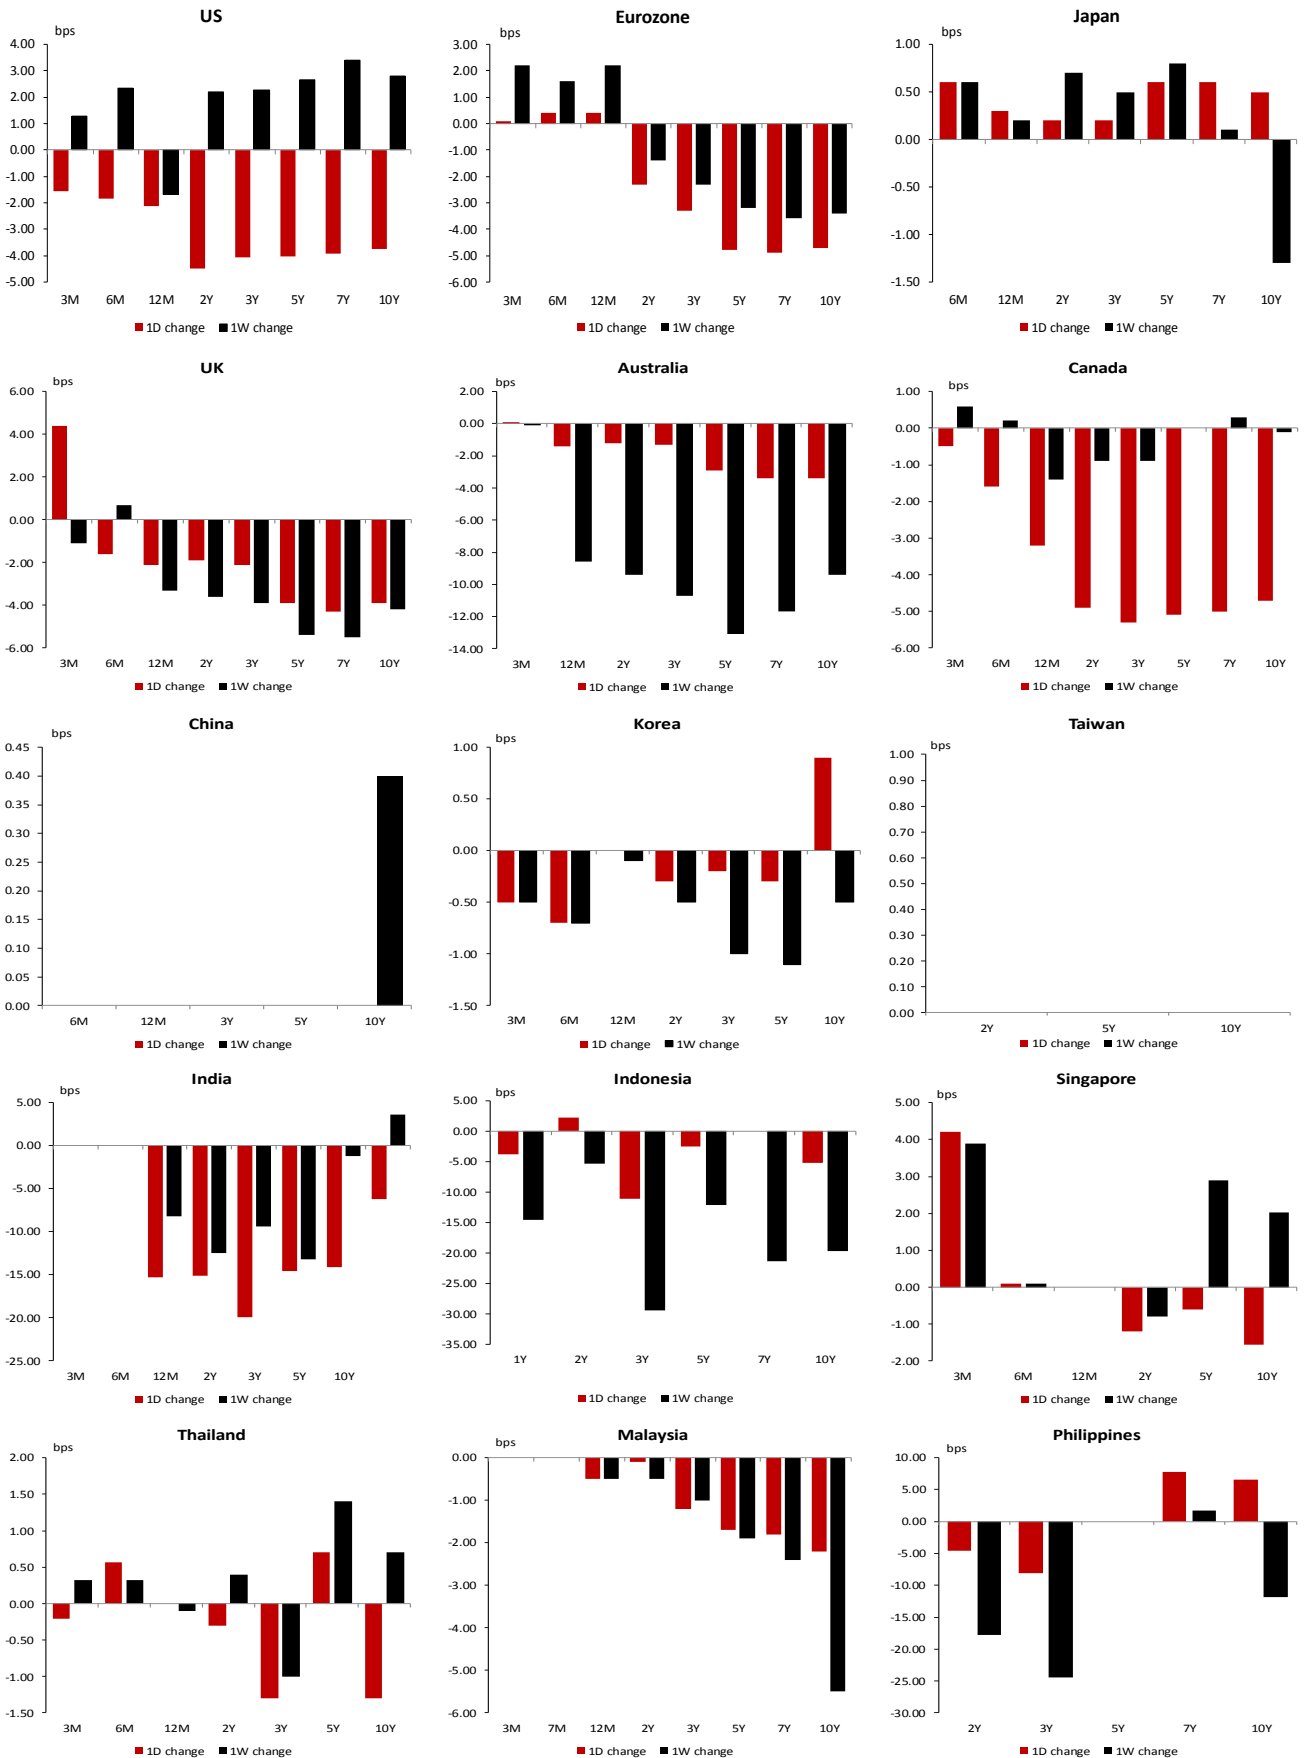 US
bps
4.00
3.00
2.00
1.00
0.00
-1.00
-2.00
-3.00
-4.00
-5.00
3M 6M 12M 2Y 3Y 5Y 7Y 10Y
1D change 1W change
Eurozone
bps
3.00
2.00
1.00
0.00
-1.00
-2.00
-3.00
-4.00
-5.00
-6.00
3M 6M 12M 2Y 3Y 5Y 7Y 10Y
1D change 1W change
Japan
bps
1.00
0.50
0.00
-0.50
-1.00
-1.50
6M 12M 2Y 3Y 5Y 7Y 10Y
1D change 1W change
UK
bps
6.00
4.00
2.00
0.00
-2.00
-4.00
-6.00
3M 6M 12M 2Y 3Y 5Y 7Y 10Y
1D change 1W change
Australia
bps
2.00
0.00
-2.00
-4.00
-6.00
-8.00
-10.00
-12.00
-14.00
3M 12M 2Y 3Y 5Y 7Y 10Y
1D change 1W change
Canada
bps
1.00
0.00
-1.00
-2.00
-3.00
-4.00
-5.00
-6.00
3M 6M 12M 2Y 3Y 5Y 7Y 10Y
1D change 1W change
China
bps
0.45
0.40
0.35
0.30
0.25
0.20
0.15
0.10
0.05
0.00
6M 12M 3Y 5Y 10Y
1D change 1W change
Korea
bps
1.00
0.50
0.00
-0.50
-1.00
-1.50
3M 6M 12M 2Y 3Y 5Y 10Y
1D change 1W change
Taiwan
bps
1.00
0.90
0.80
0.70
0.60
0.50
0.40
0.30
0.20
0.10
0.00
2Y 5Y 10Y
1D change 1W change
India
bps
5.00
0.00
-5.00
-10.00
-15.00
-20.00
-25.00
3M 6M 12M 2Y 3Y 5Y 10Y
1D change 1W change
Indonesia
bps
5.00
0.00
-5.00
-10.00
-15.00
-20.00
-25.00
-30.00
-35.00
1Y 2Y 3Y 5Y 7Y 10Y
1D change 1W change
Singapore
bps
5.00
4.00
3.00
2.00
1.00
0.00
-1.00
-2.00
3M 6M 12M 2Y 5Y 10Y
1D change 1W change
Thailand
bps
2.00
1.50
1.00
0.50
0.00
-0.50
-1.00
-1.50
3M 6M 12M 2Y 3Y 5Y 10Y
1D change 1W change
Malaysia
bps
0.00
-1.00
-2.00
-3.00
-4.00
-5.00
-6.00
3M 7M 12M 2Y 3Y 5Y 7Y 10Y
1D change 1W change
Philippines
bps
10.00
5.00
0.00
-5.00
-10.00
-15.00
-20.00
-25.00
-30.00
2Y 3Y 5Y 7Y 10Y
1D change 1W change